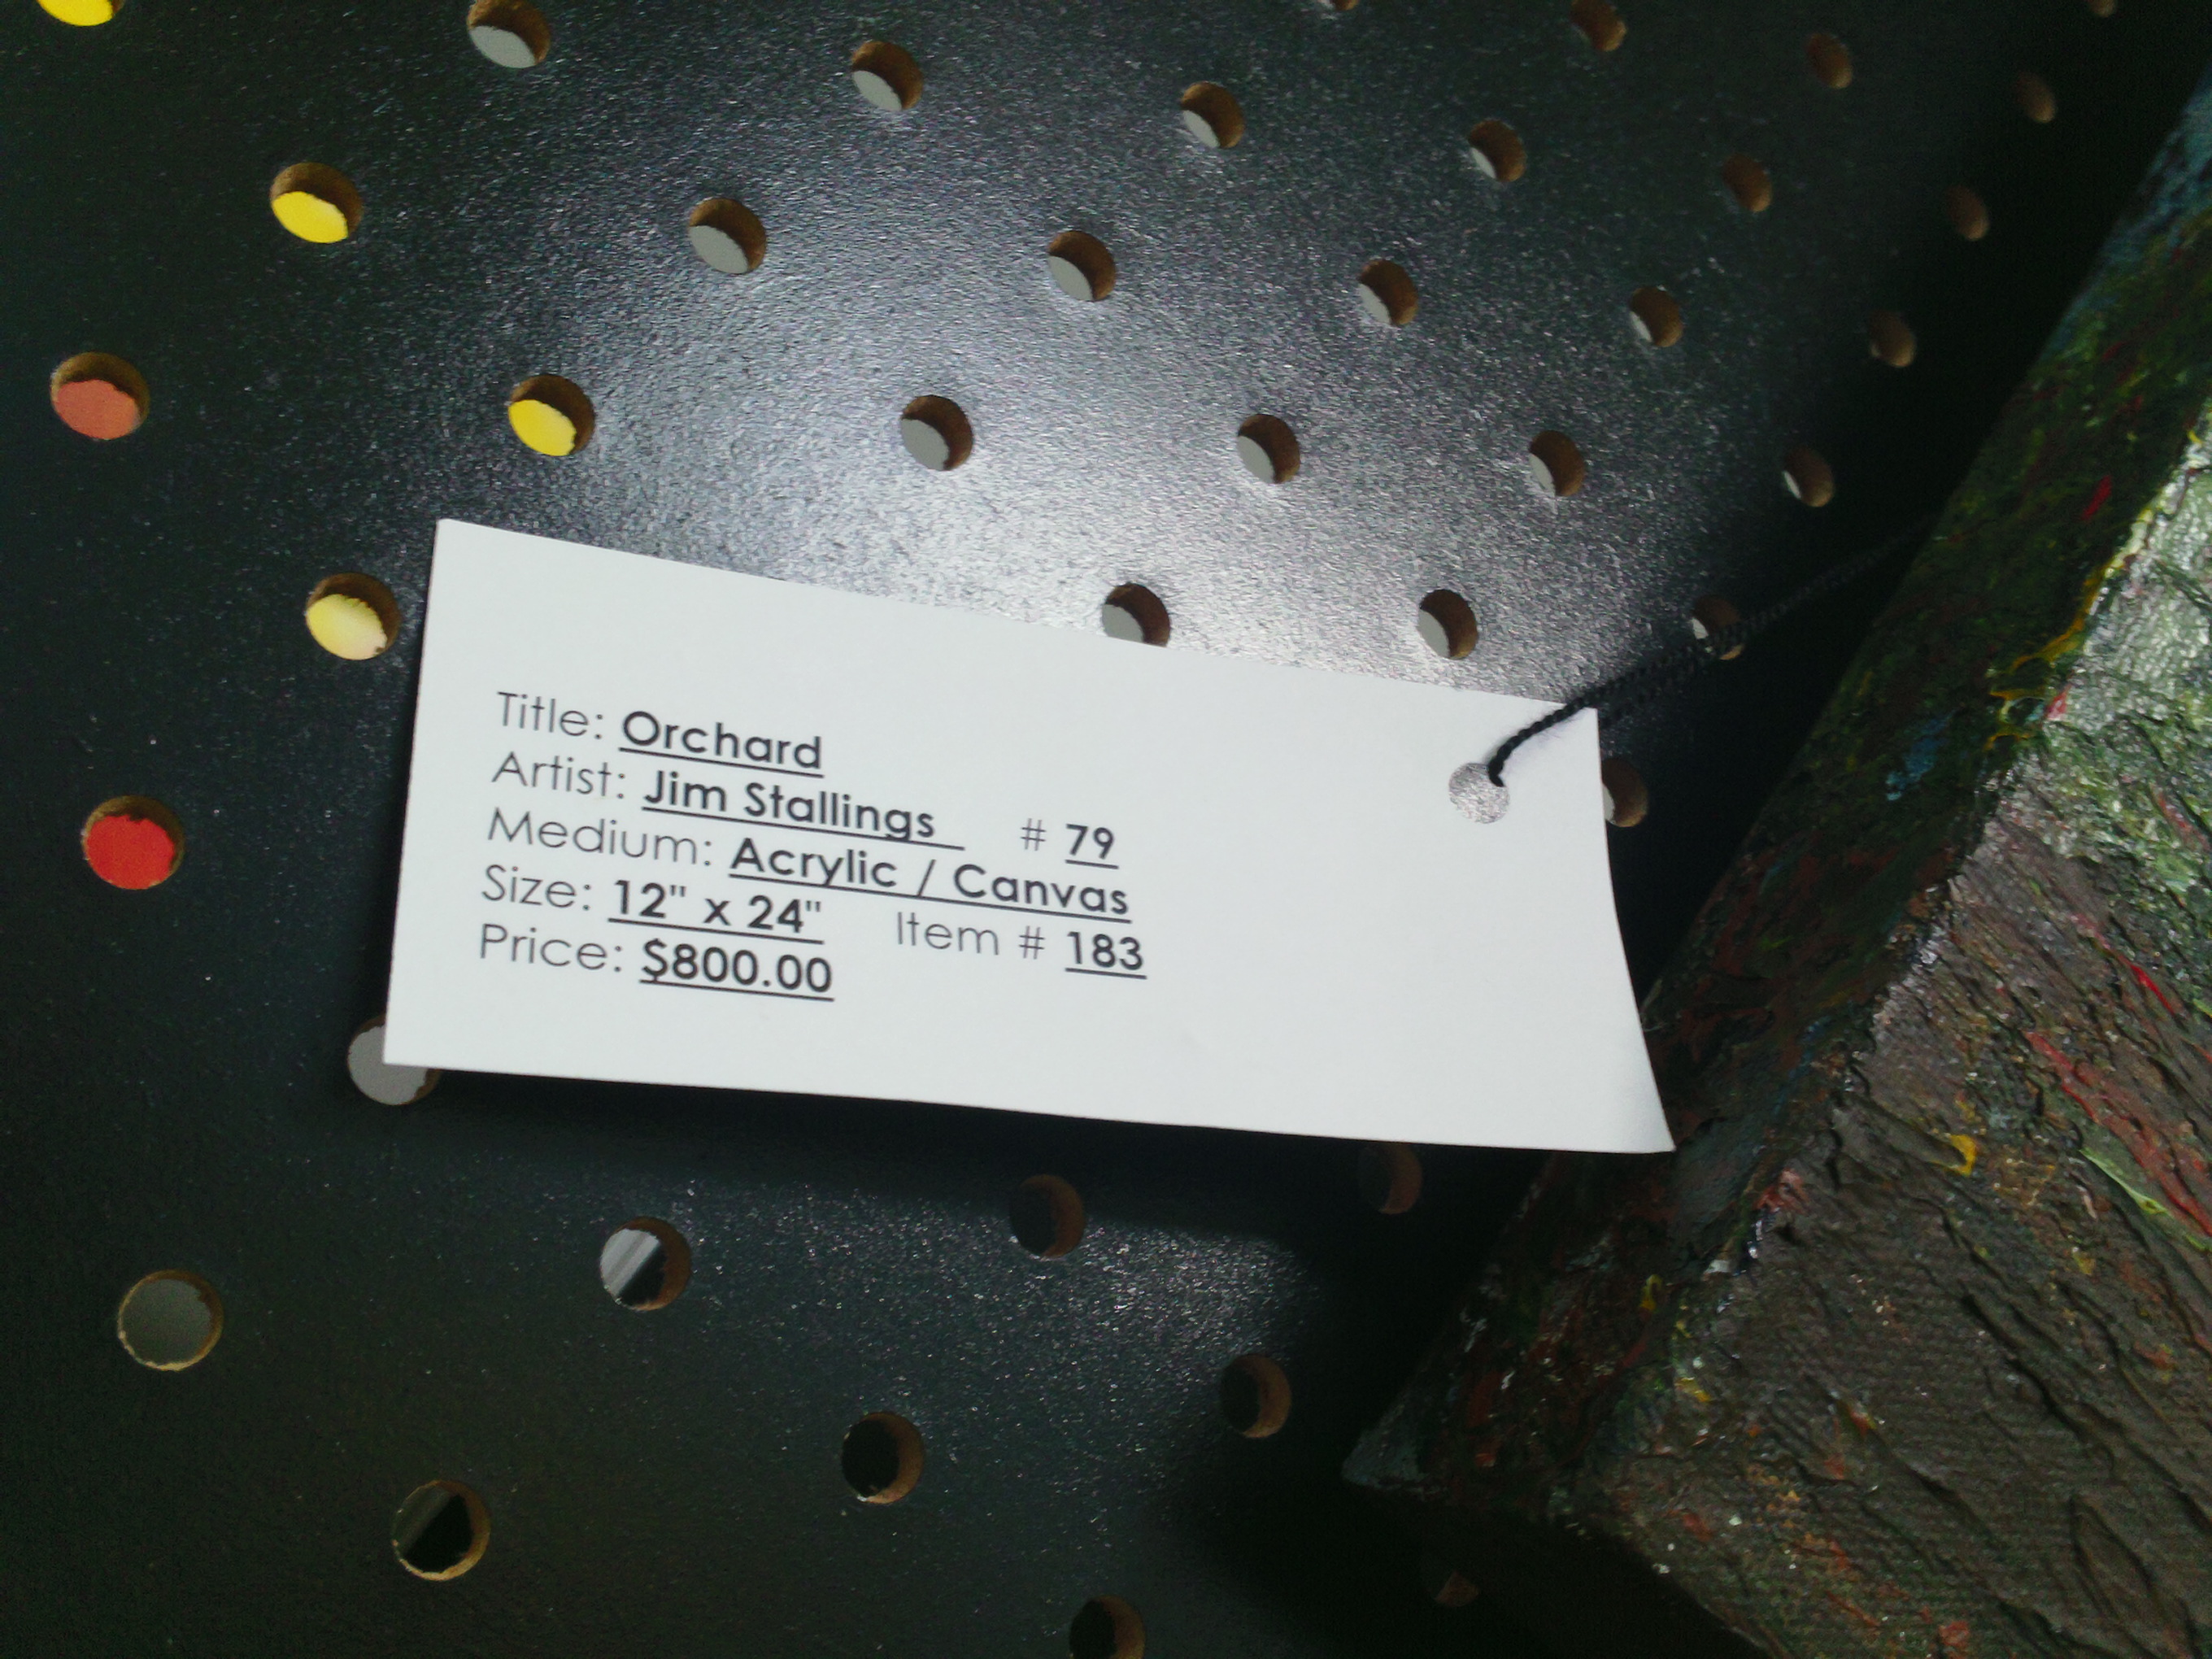 Title: Orchard
Artist: Jim Stallings # 79
Medium: Acrylic / Canvas
Size: 12" x 24" Item # 183
Price: $800.00